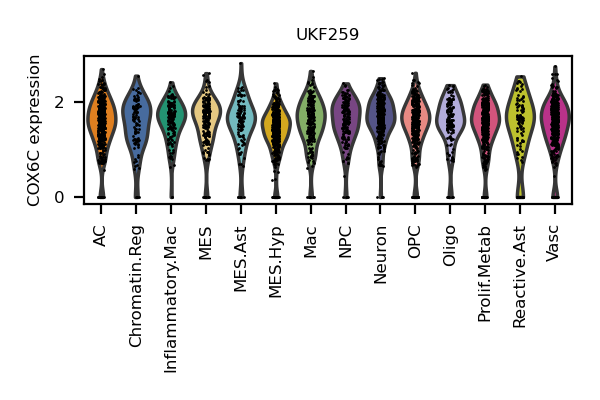 UKF259
COX6C expression
2
0
AC
Chromatin.Reg
Inflammatory.Mac
MES
MES.Ast
MES.Hyp
Mac
NPC
Neuron
OPC
Oligo
Prolif.Metab
Reactive.Ast
Vasc